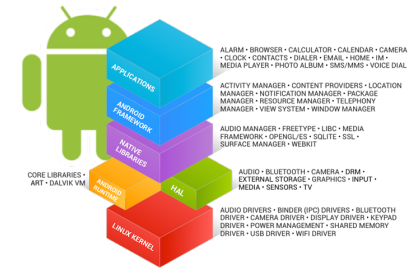 APPLICATIONS
ALARM • BROWSER • CALCULATOR • CALENDAR • CAMERA
• CLOCK • CONTACTS • DIALER • EMAIL • HOME • IM •
MEDIA PLAYER • PHOTO ALBUM • SMS/MMS • VOICE DIAL
ANDROID
FRAMEWORK
ACTIVITY MANAGER • CONTENT PROVIDERS • LOCATION
MANAGER • NOTIFICATION MANAGER • PACKAGE
MANAGER • RESOURCE MANAGER • TELEPHONY
MANAGER • VIEW SYSTEM • WINDOW MANAGER
NATIVE
LIBRARIES
AUDIO MANAGER • FREETYPE • LIBC • MEDIA
FRAMEWORK • OPENGL/ES • SQLITE • SSL •
SURFACE MANAGER • WEBKIT
CORE LIBRARIES •
ART • DALVIK VM
ANDROID
RUNTIME
HAL
AUDIO • BLUETOOTH • CAMERA • DRM •
EXTERNAL STORAGE • GRAPHICS • INPUT •
MEDIA • SENSORS • TV
LINUX KERNEL
AUDIO DRIVERS • BINDER (IPC) DRIVERS • BLUETOOTH
DRIVER • CAMERA DRIVER • DISPLAY DRIVER • KEYPAD
DRIVER • POWER MANAGEMENT • SHARED MEMORY
DRIVER • USB DRIVER • WIFI DRIVER